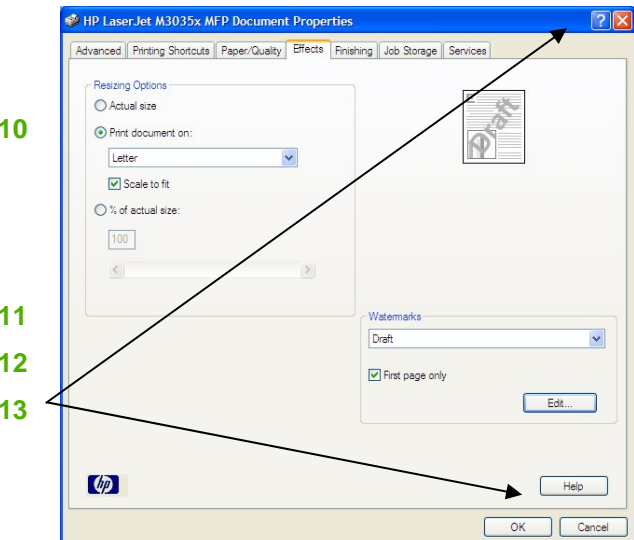 HP LaserJet M3035x MFP Document Properties
Advanced Printing Shortcuts Paper/Quality Effects Finishing Job Storage Services
Resizing Options
Actual size
10
Print document on:
Letter
Scale to fit
% of actual size:
100
Draft
11
Watermarks
Draft
12
First page only
13
Edit...
hp
Help
OK Cancel